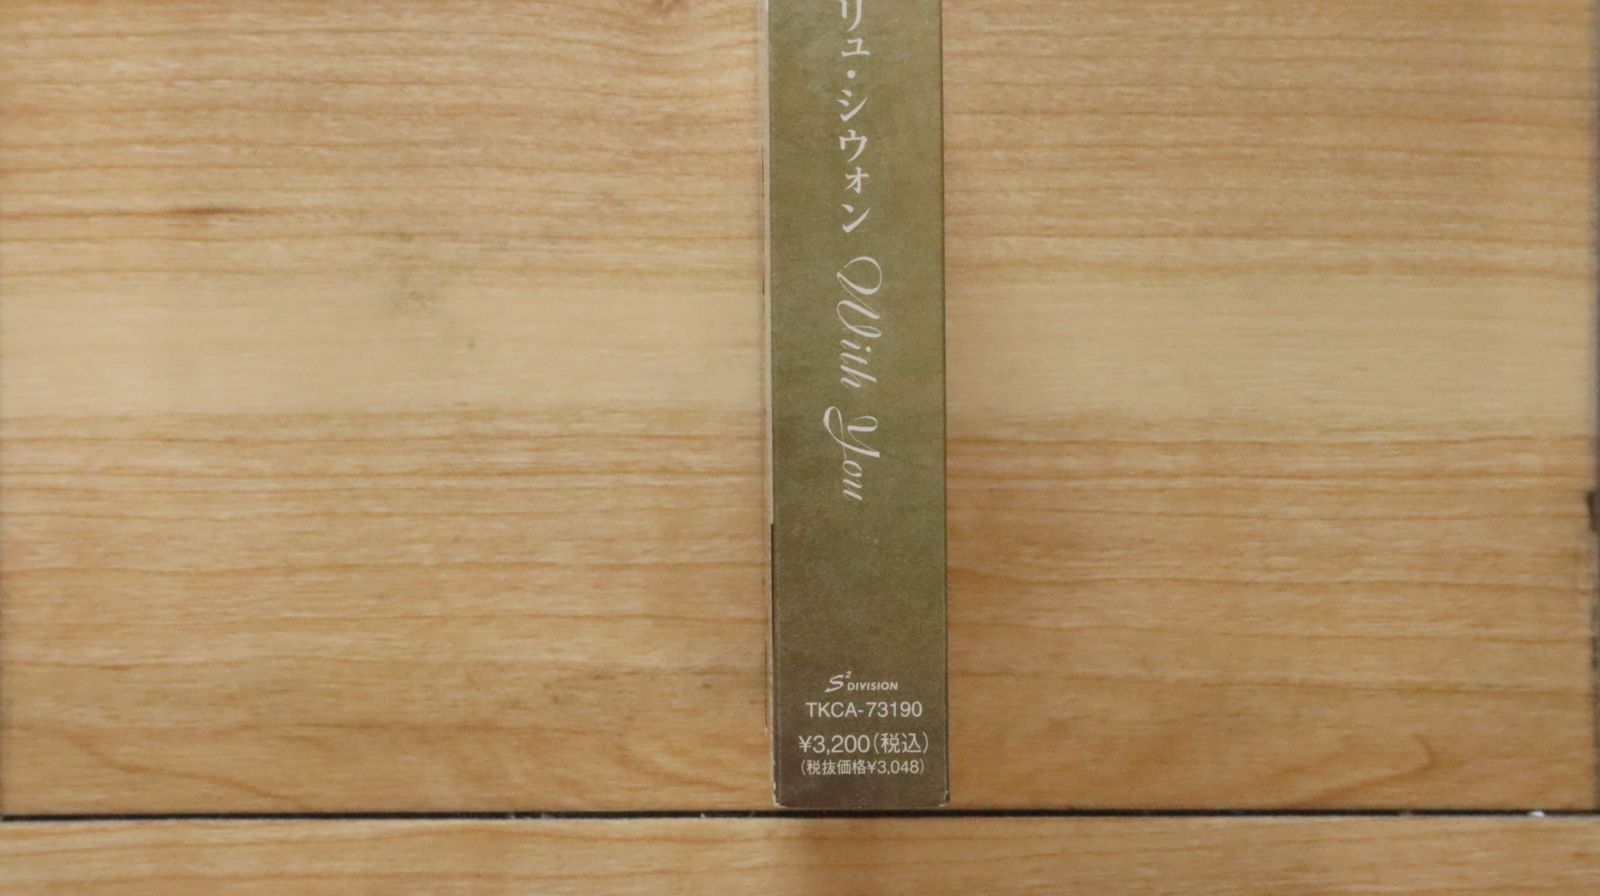 リュ・シウォン With You
S² DIVISION
TKCA-73190
¥3,200(税込)
(税抜価格¥3,048)